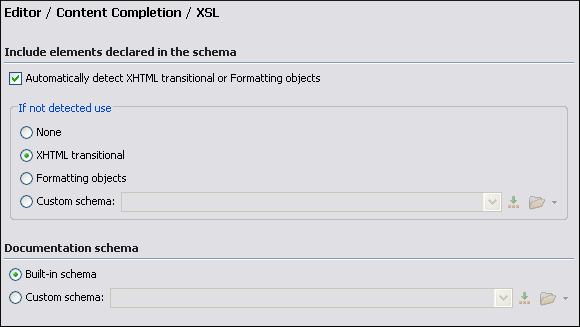 Editor / Content Completion / XSL
Include elements declared in the schema
Automatically detect XHTML transitional or Formatting objects
If not detected use
None
XHTML transitional
Formatting objects
Custom schema:
Documentation schema
Built-in schema
Custom schema: